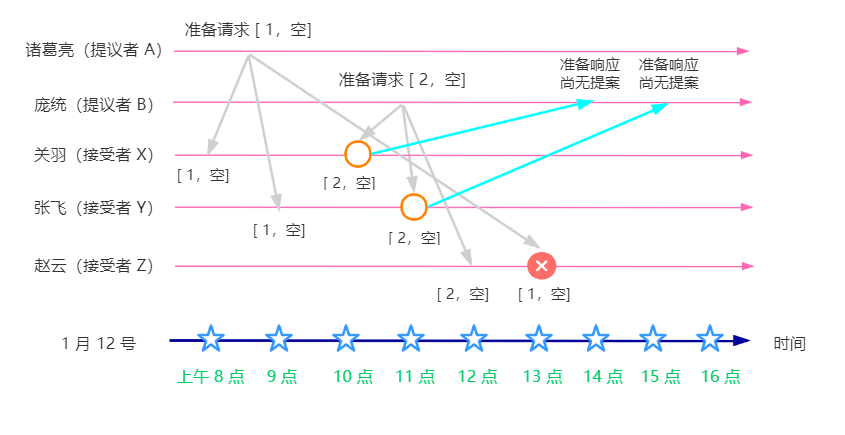 准备请求 [ 1，空]
诸葛亮（提议者 A）
准备响应
尚无提案
准备响应
尚无提案
准备请求 [ 2，空]
庞统（提议者 B）
关羽（接受者 X）
[ 1，空]
[ 2，空]
张飞（接受者 Y）
[ 1，空]
[ 2，空]
赵云（接受者 Z）
[ 2，空]
[ 1，空]
1 月 12 号
时间
上午 8 点
9 点
10 点
11 点
12 点
13 点
14 点
15 点
16 点